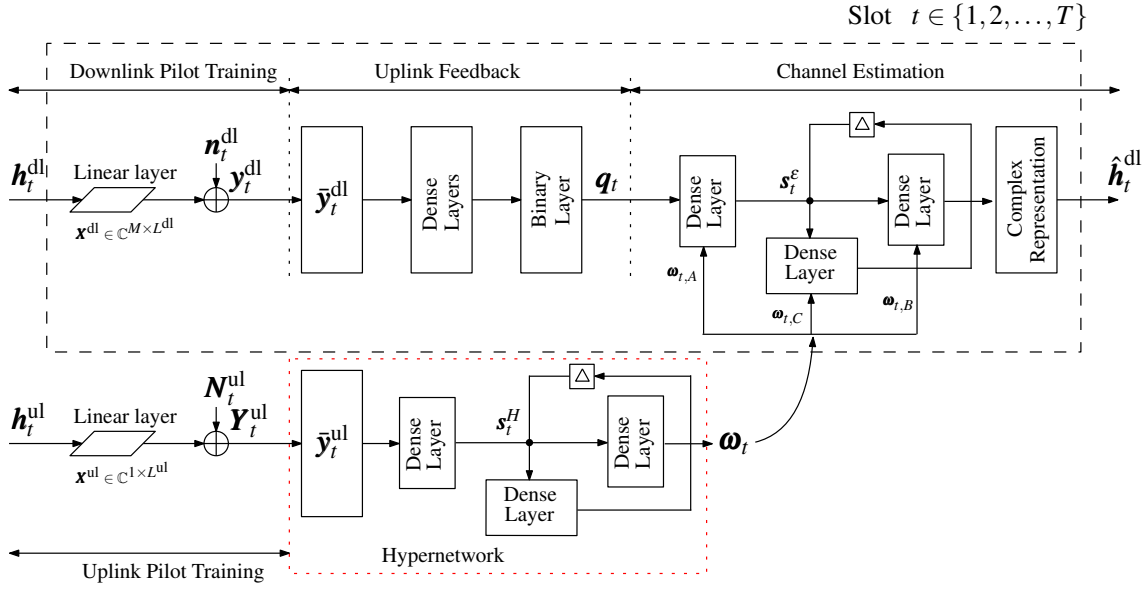 Slot t ∈ {1, 2, …, T}
Downlink Pilot Training
Uplink Feedback
Channel Estimation
h_t^dl
Linear layer
X^dl ∈ ℂ^{M×L^dl}
n_t^dl
y_t^dl
ȳ_t^dl
Dense
Layers
Binary
Layer
q_t
Dense
Layer
s_t^ε
△
Dense
Layer
Dense
Layer
Complex
Representation
ĥ_t^dl
ω_{t,A}
ω_{t,C}
ω_{t,B}
h_t^ul
Linear layer
X^ul ∈ ℂ^{1×L^ul}
N_t^ul
Y_t^ul
ȳ_t^ul
Dense
Layer
s_t^H
△
Dense
Layer
Dense
Layer
ω_t
Hypernetwork
Uplink Pilot Training